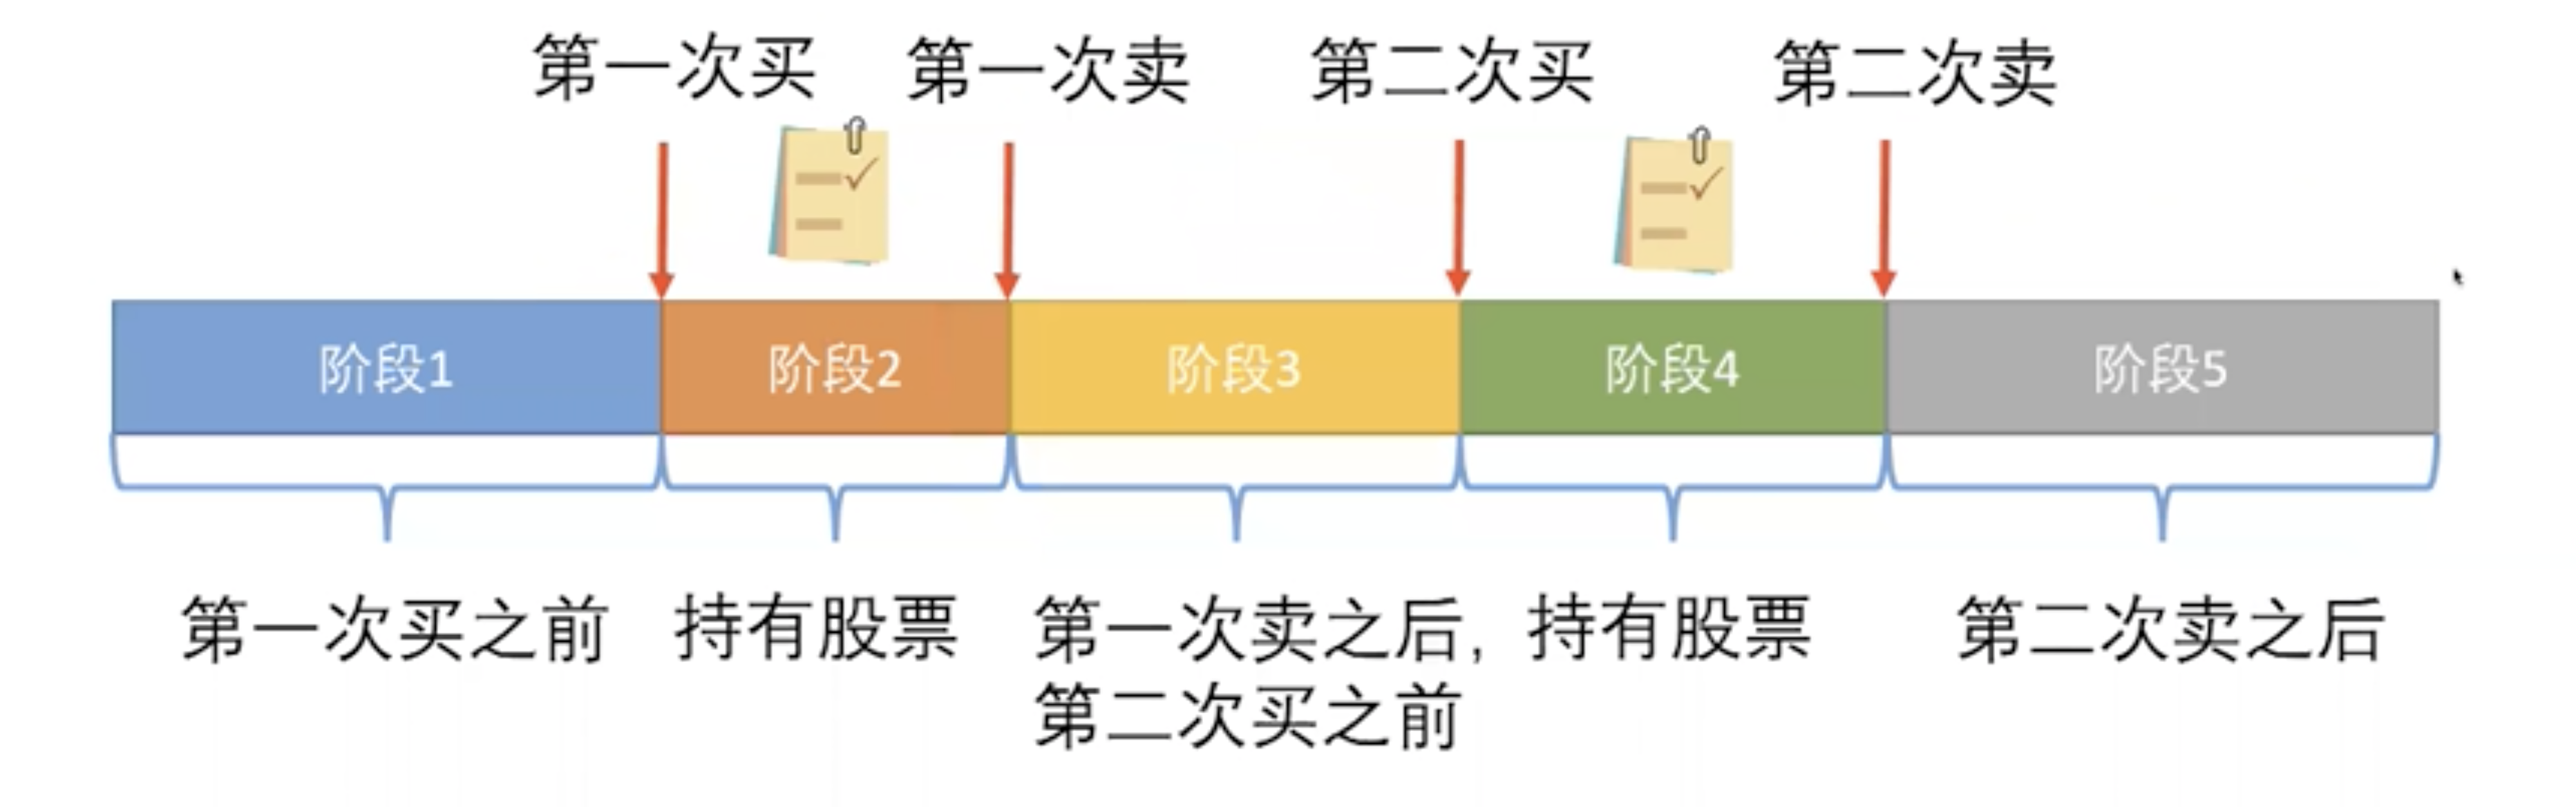 第一次买 第一次卖 第二次买 第二次卖
阶段1 阶段2 阶段3 阶段4 阶段5
第一次买之前 持有股票 第一次卖之后, 持有股票 第二次卖之后
第二次买之前